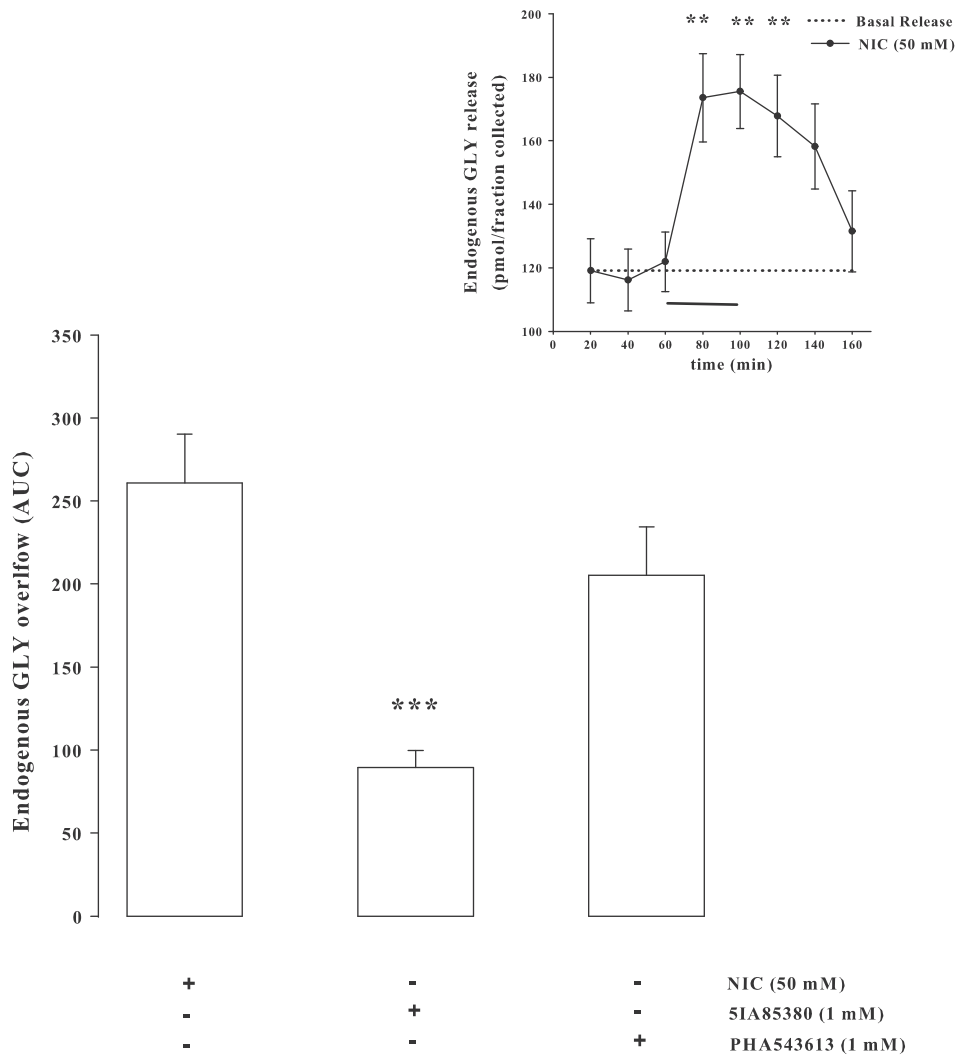 ** ** **
Basal Release
NIC (50 mM)
Endogenous GLY release
(pmol/fraction collected)
200
180
160
140
120
100
0 20 40 60 80 100 120 140 160
time (min)
Endogenous GLY overlfow (AUC)
350
300
250
200
150
100
50
0
***
+ - - NIC (50 mM)
- + - 5IA85380 (1 mM)
- - + PHA543613 (1 mM)